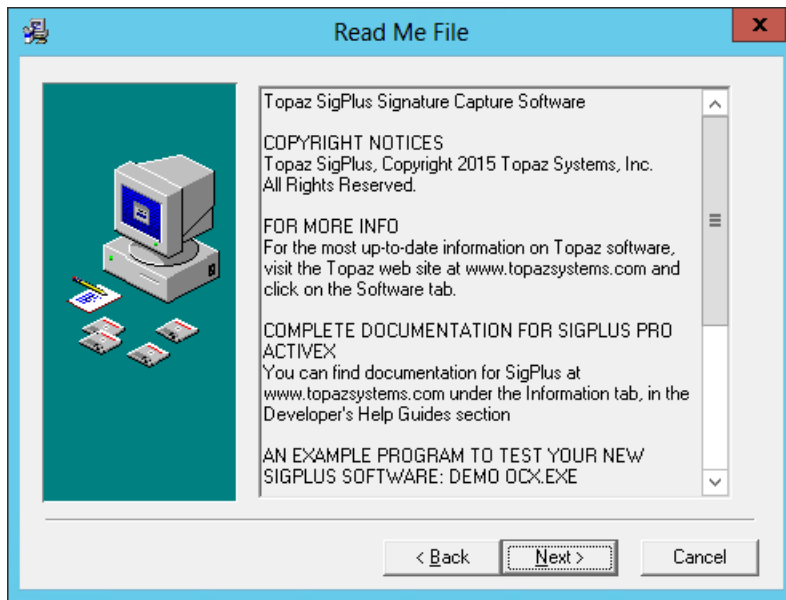 Read Me File
X
Topaz SigPlus Signature Capture Software
COPYRIGHT NOTICES
Topaz SigPlus, Copyright 2015 Topaz Systems, Inc.
All Rights Reserved.
FOR MORE INFO
For the most up-to-date information on Topaz software,
visit the Topaz web site at www.topazsystems.com and
click on the Software tab.
COMPLETE DOCUMENTATION FOR SIGPLUS PRO
ACTIVEX
You can find documentation for SigPlus at
www.topazsystems.com under the Information tab, in the
Developer's Help Guides section
AN EXAMPLE PROGRAM TO TEST YOUR NEW
SIGPLUS SOFTWARE: DEMO OCX.EXE
< Back Next > Cancel